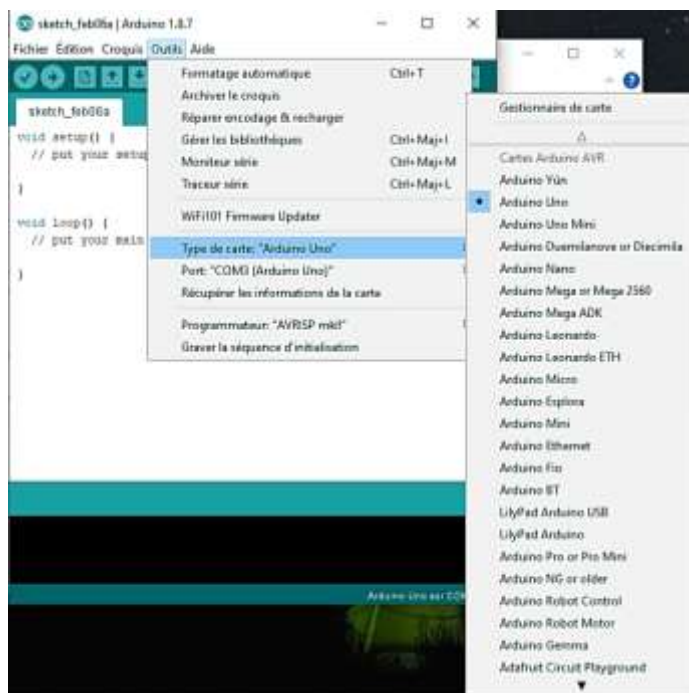 sketch_feb06a | Arduino 1.8.7
Fichier Édition Croquis Outils Aide
sketch_feb06a
void setup() {
// put your setup
}
void loop() {
// put your main
}
Formatage automatique Ctrl+T
Archiver le croquis
Réparer encodage & recharger
Gérer les bibliothèques Ctrl+Maj+I
Moniteur série Ctrl+Maj+M
Traceur série Ctrl+Maj+L
WiFi101 Firmware Updater
Type de carte: "Arduino Uno"
Port: "COM3 (Arduino Uno)"
Récupérer les informations de la carte
Programmateur: "AVRISP mkII"
Graver la séquence d'initialisation
Gestionnaire de carte
Cartes Arduino AVR
Arduino Yún
Arduino Uno
Arduino Uno Mini
Arduino Duemilanove or Diecimila
Arduino Nano
Arduino Mega or Mega 2560
Arduino Mega ADK
Arduino Leonardo
Arduino Leonardo ETH
Arduino Micro
Arduino Esplora
Arduino Mini
Arduino Ethernet
Arduino Fio
Arduino BT
LilyPad Arduino USB
LilyPad Arduino
Arduino Pro or Pro Mini
Arduino NG or older
Arduino Robot Control
Arduino Robot Motor
Arduino Gemma
Adafruit Circuit Playground
Arduino Uno sur CO